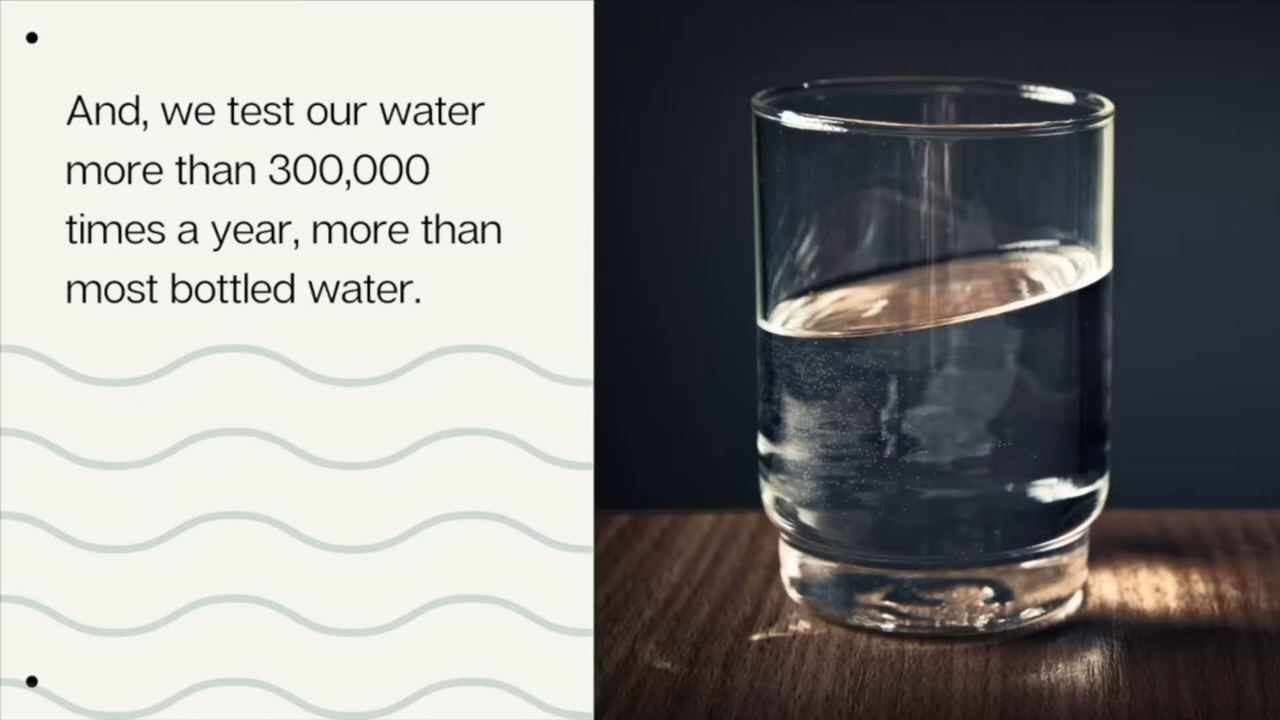 And, we test our water
more than 300,000
times a year, more than
most bottled water.